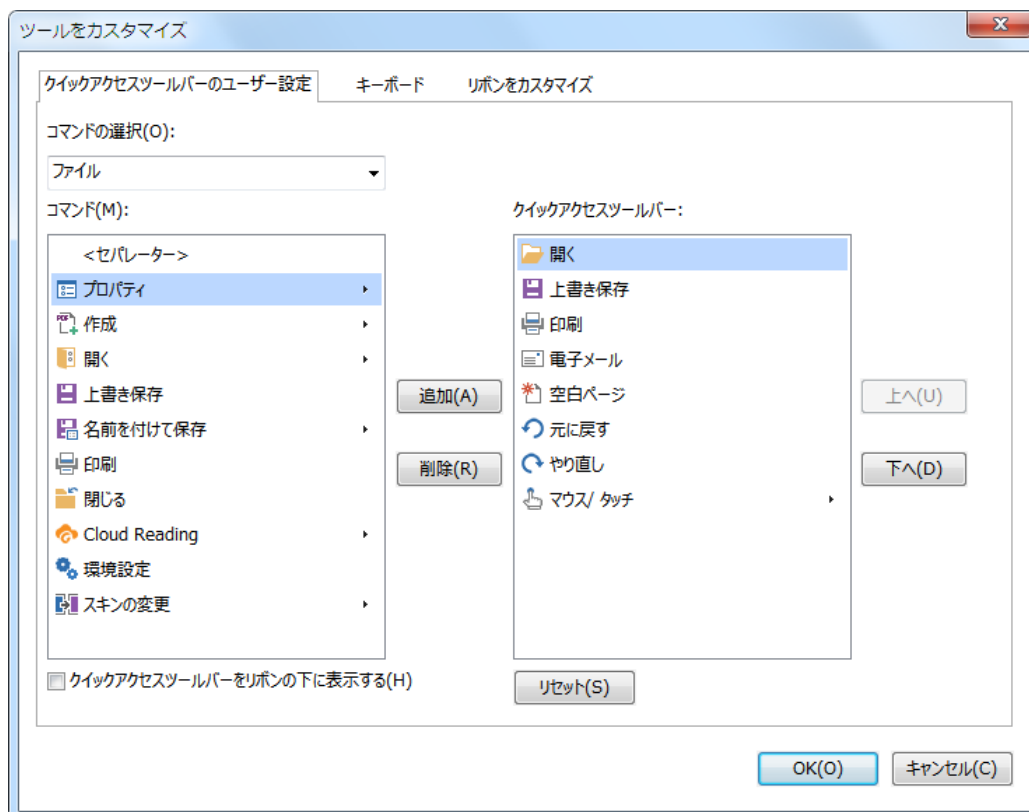 ツールをカスタマイズ
クイックアクセスツールバーのユーザー設定
キーボード
リボンをカスタマイズ
コマンドの選択(O):
ファイル
コマンド(M):
<セパレーター>
プロパティ
作成
開く
上書き保存
名前を付けて保存
印刷
閉じる
Cloud Reading
環境設定
スキンの変更
追加(A)
削除(R)
クイックアクセスツールバー:
開く
上書き保存
印刷
電子メール
空白ページ
元に戻す
やり直し
マウス/ タッチ
上へ(U)
下へ(D)
クイックアクセスツールバーをリボンの下に表示する(H)
リセット(S)
OK(O)
キャンセル(C)